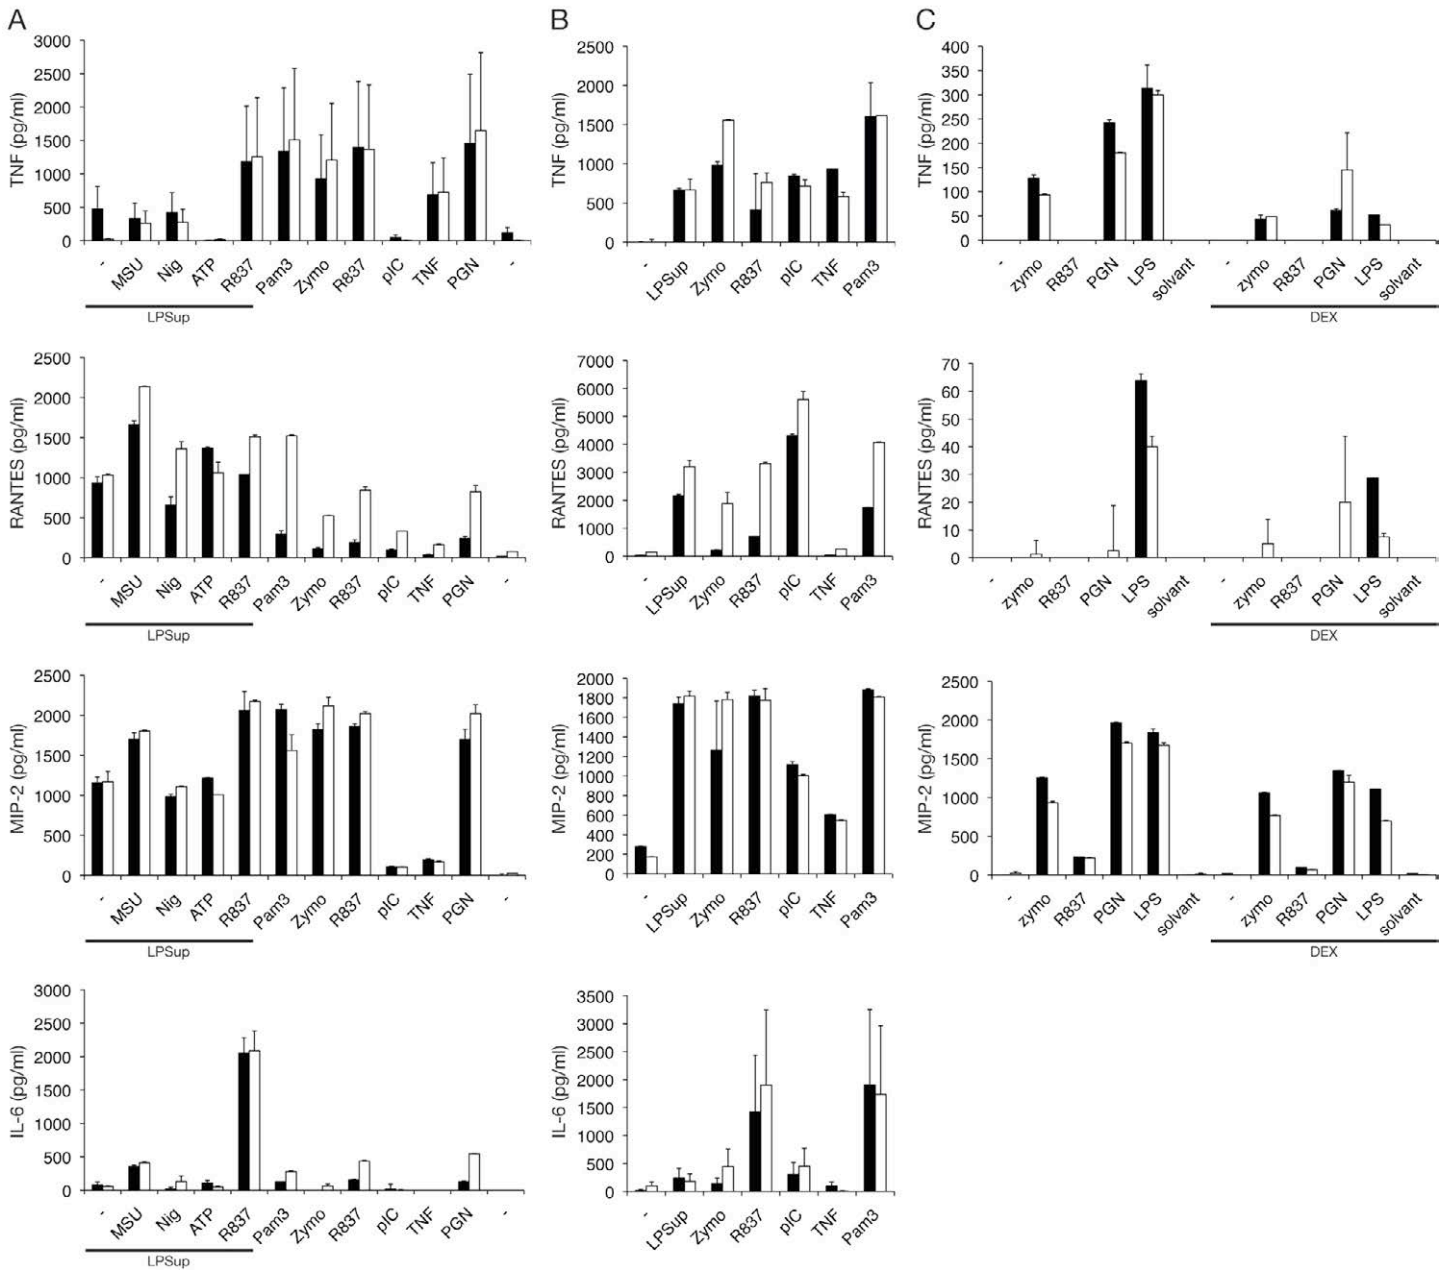 A
B
C
TNF (pg/ml)
3000
2500
2000
1500
1000
500
0
-
MSU
Nig
ATP
R837
Pam3
Zymo
R837
pIC
TNF
PGN
-
LPSup
TNF (pg/ml)
2500
2000
1500
1000
500
0
-
LPSup
Zymo
R837
pIC
TNF
Pam3
TNF (pg/ml)
400
350
300
250
200
150
100
50
0
-
zymo
R837
PGN
LPS
solvant
-
zymo
R837
PGN
LPS
solvant
DEX
RANTES (pg/ml)
2500
2000
1500
1000
500
0
-
MSU
Nig
ATP
R837
Pam3
Zymo
R837
pIC
TNF
PGN
-
LPSup
RANTES (pg/ml)
7000
6000
5000
4000
3000
2000
1000
0
-
LPSup
Zymo
R837
pIC
TNF
Pam3
RANTES (pg/ml)
70
60
50
40
30
20
10
0
-
zymo
R837
PGN
LPS
solvant
-
zymo
R837
PGN
LPS
solvant
DEX
MIP-2 (pg/ml)
2500
2000
1500
1000
500
0
-
MSU
Nig
ATP
R837
Pam3
Zymo
R837
pIC
TNF
PGN
-
LPSup
MIP-2 (pg/ml)
2000
1800
1600
1400
1200
1000
800
600
400
200
0
-
LPSup
Zymo
R837
pIC
TNF
Pam3
MIP-2 (pg/ml)
2500
2000
1500
1000
500
0
-
zymo
R837
PGN
LPS
solvant
-
zymo
R837
PGN
LPS
solvant
DEX
IL-6 (pg/ml)
3000
2500
2000
1500
1000
500
0
-
MSU
Nig
ATP
R837
Pam3
Zymo
R837
pIC
TNF
PGN
-
LPSup
IL-6 (pg/ml)
3500
3000
2500
2000
1500
1000
500
0
-
LPSup
Zymo
R837
pIC
TNF
Pam3